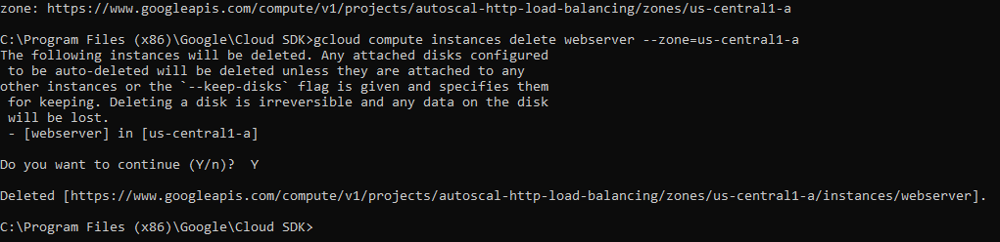 zone: https://www.googleapis.com/compute/v1/projects/autoscal-http-load-balancing/zones/us-central1-a
C:\Program Files (x86)\Google\Cloud SDK>gcloud compute instances delete webserver --zone=us-central1-a
The following instances will be deleted. Any attached disks configured
 to be auto-deleted will be deleted unless they are attached to any
other instances or the `--keep-disks` flag is given and specifies them
 for keeping. Deleting a disk is irreversible and any data on the disk
 will be lost.
 - [webserver] in [us-central1-a]
Do you want to continue (Y/n)?  Y
Deleted [https://www.googleapis.com/compute/v1/projects/autoscal-http-load-balancing/zones/us-central1-a/instances/webserver].
C:\Program Files (x86)\Google\Cloud SDK>